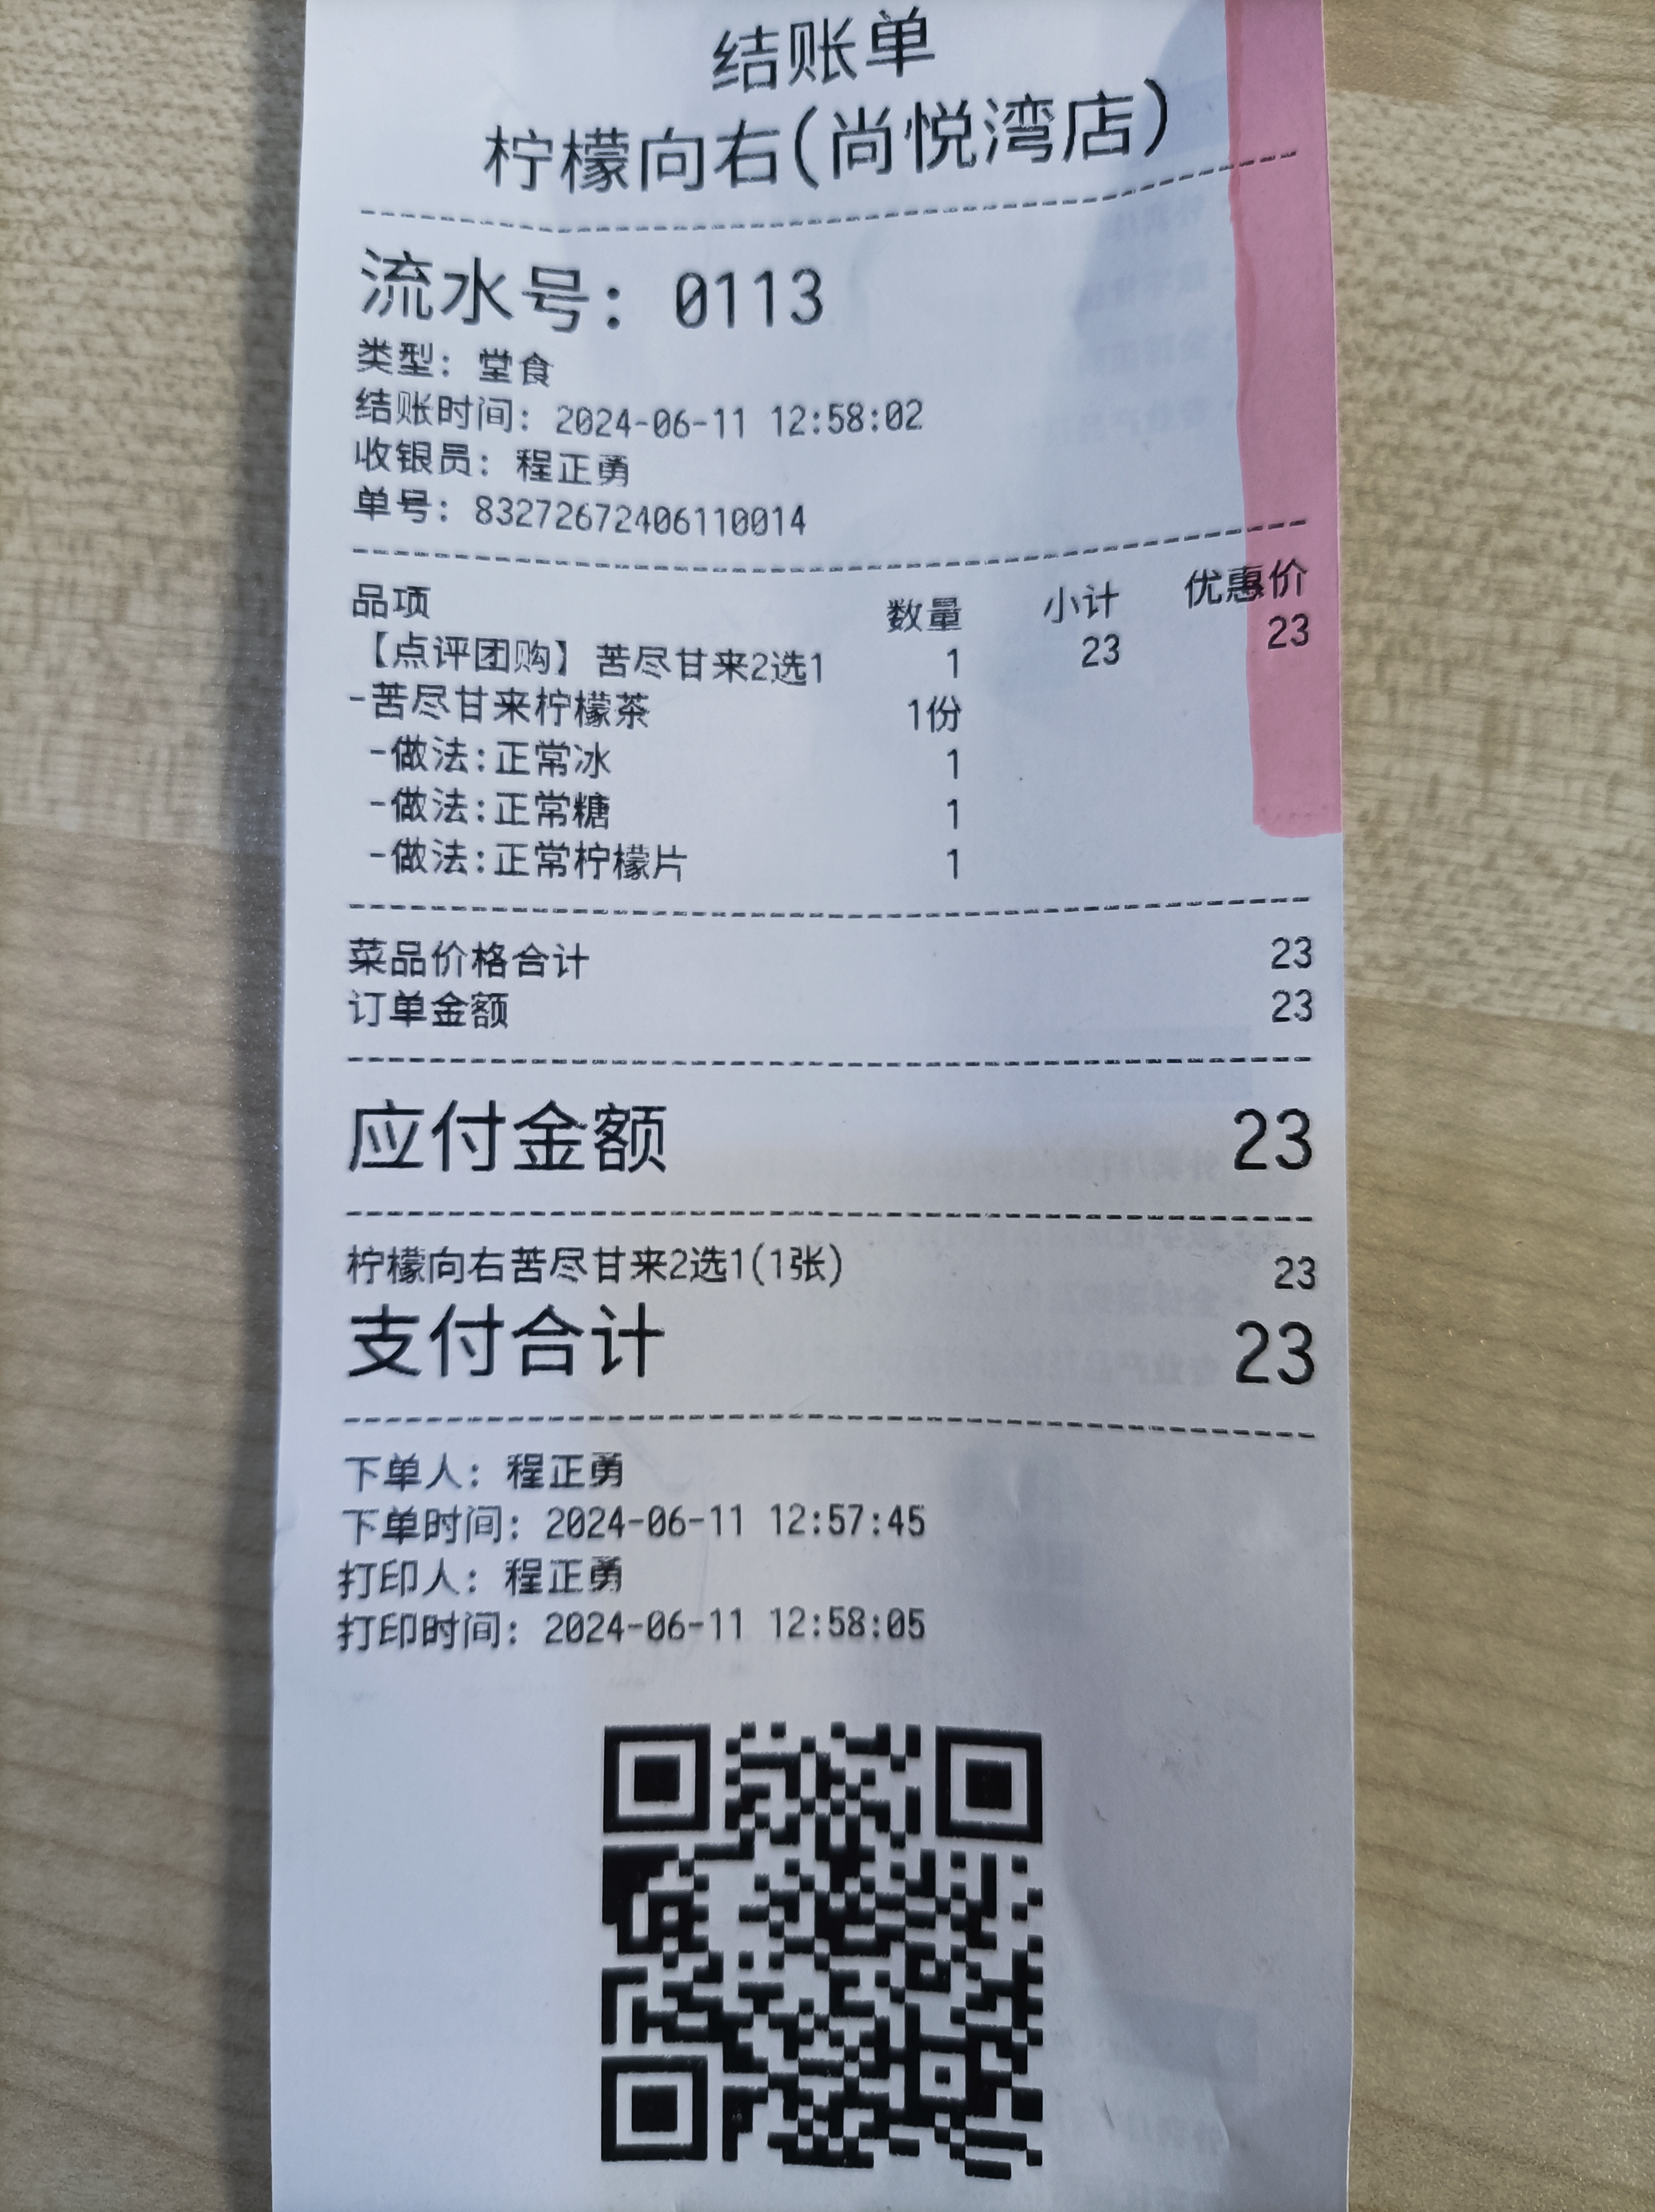 结账单
柠檬向右(尚悦湾店)
流水号: 0113
类型: 堂食
结账时间: 2024-06-11 12:58:02
收银员: 程正勇
单号: 83272672406110014
品项 数量 小计 优惠价
【点评团购】苦尽甘来2选1 1 23 23
-苦尽甘来柠檬茶 1份
-做法:正常冰 1
-做法:正常糖 1
-做法:正常柠檬片 1
菜品价格合计 23
订单金额 23
应付金额 23
柠檬向右苦尽甘来2选1(1张) 23
支付合计 23
下单人: 程正勇
下单时间: 2024-06-11 12:57:45
打印人: 程正勇
打印时间: 2024-06-11 12:58:05